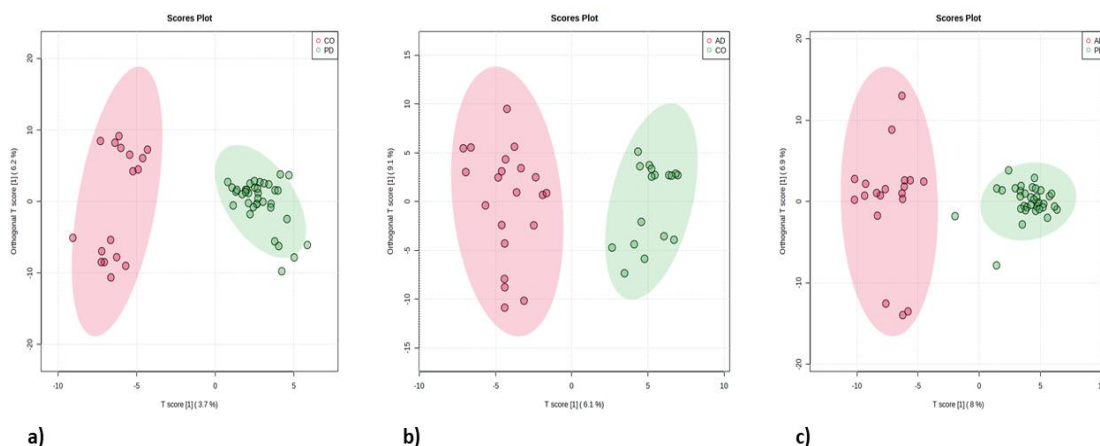 Scores Plot
CO
PD
Orthogonal T score [1] ( 6.2 %)
20
10
0
-10
-20
-10
-5
0
5
T score [1] ( 3.7 %)
a)
Scores Plot
AD
CO
Orthogonal T score [1] ( 9.1 %)
15
10
5
0
-5
-10
-15
-10
-5
0
5
10
T score [1] ( 6.1 %)
b)
Scores Plot
Orthogonal T score [1] ( 6.9 %)
20
10
0
-10
-20
-10
-5
0
5
T score [1] ( 8 %)
c)